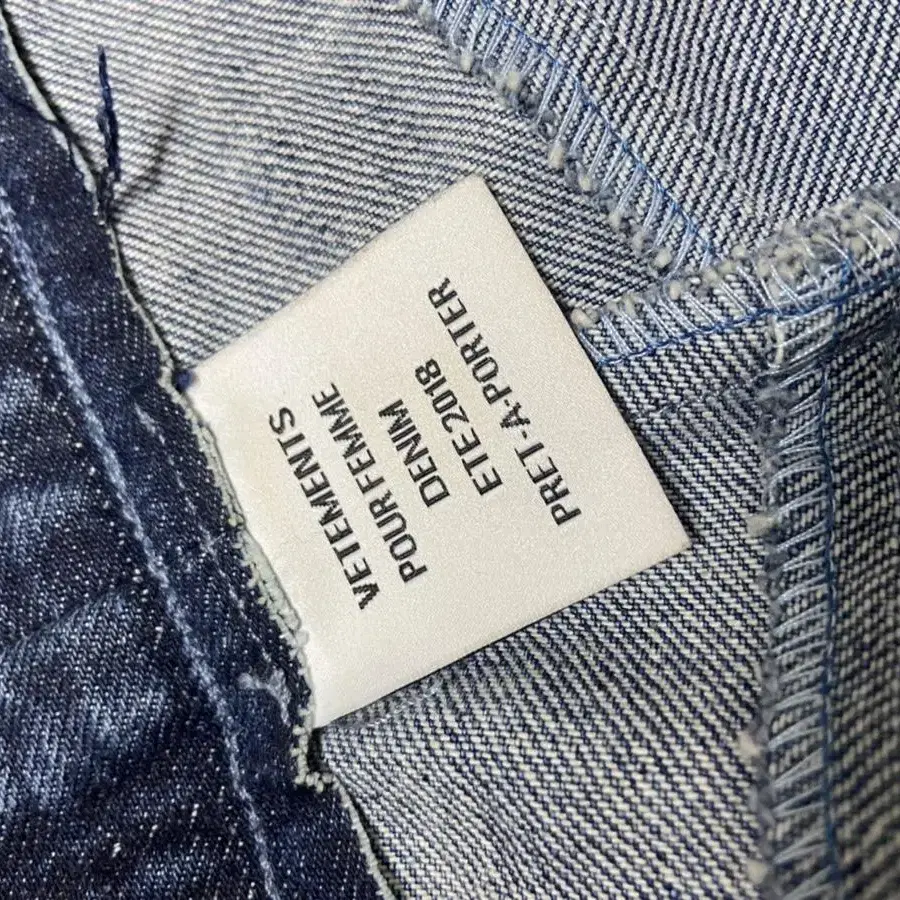 VETEMENTS
POUR FEMME
DENIM
ETE 2018
PRET-A-PORTER